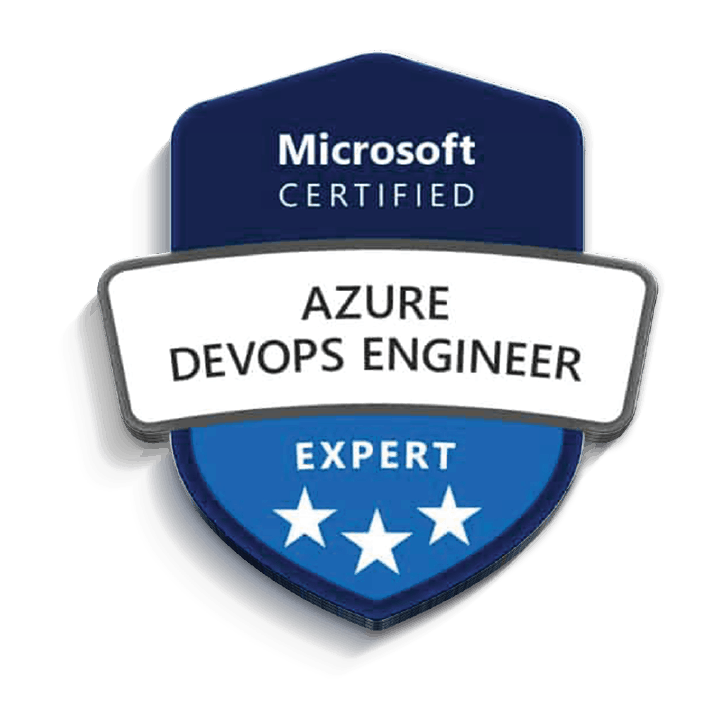 Microsoft
CERTIFIED
AZURE
DEVOPS ENGINEER
EXPERT